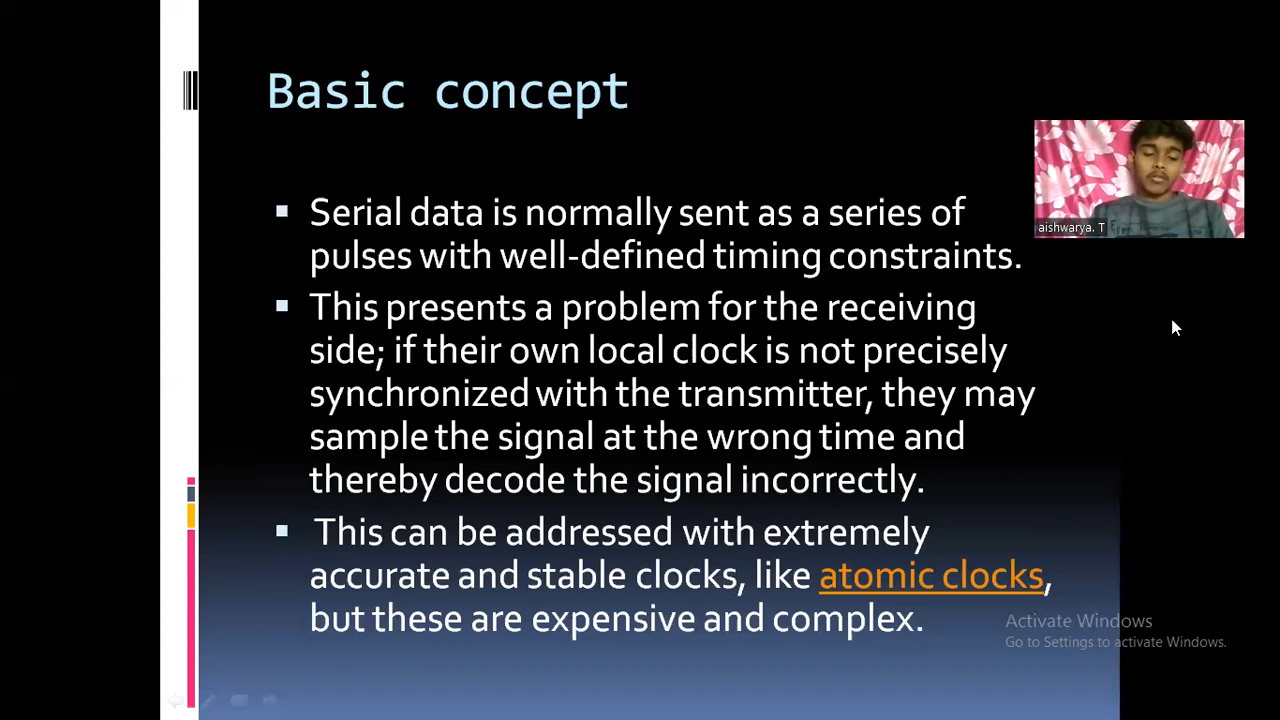 Basic concept
Serial data is normally sent as a series of
pulses with well-defined timing constraints.
This presents a problem for the receiving
side; if their own local clock is not precisely
synchronized with the transmitter, they may
sample the signal at the wrong time and
thereby decode the signal incorrectly.
This can be addressed with extremely
accurate and stable clocks, like atomic clocks,
but these are expensive and complex.
aishwarya. T
Activate Windows
Go to Settings to activate Windows.